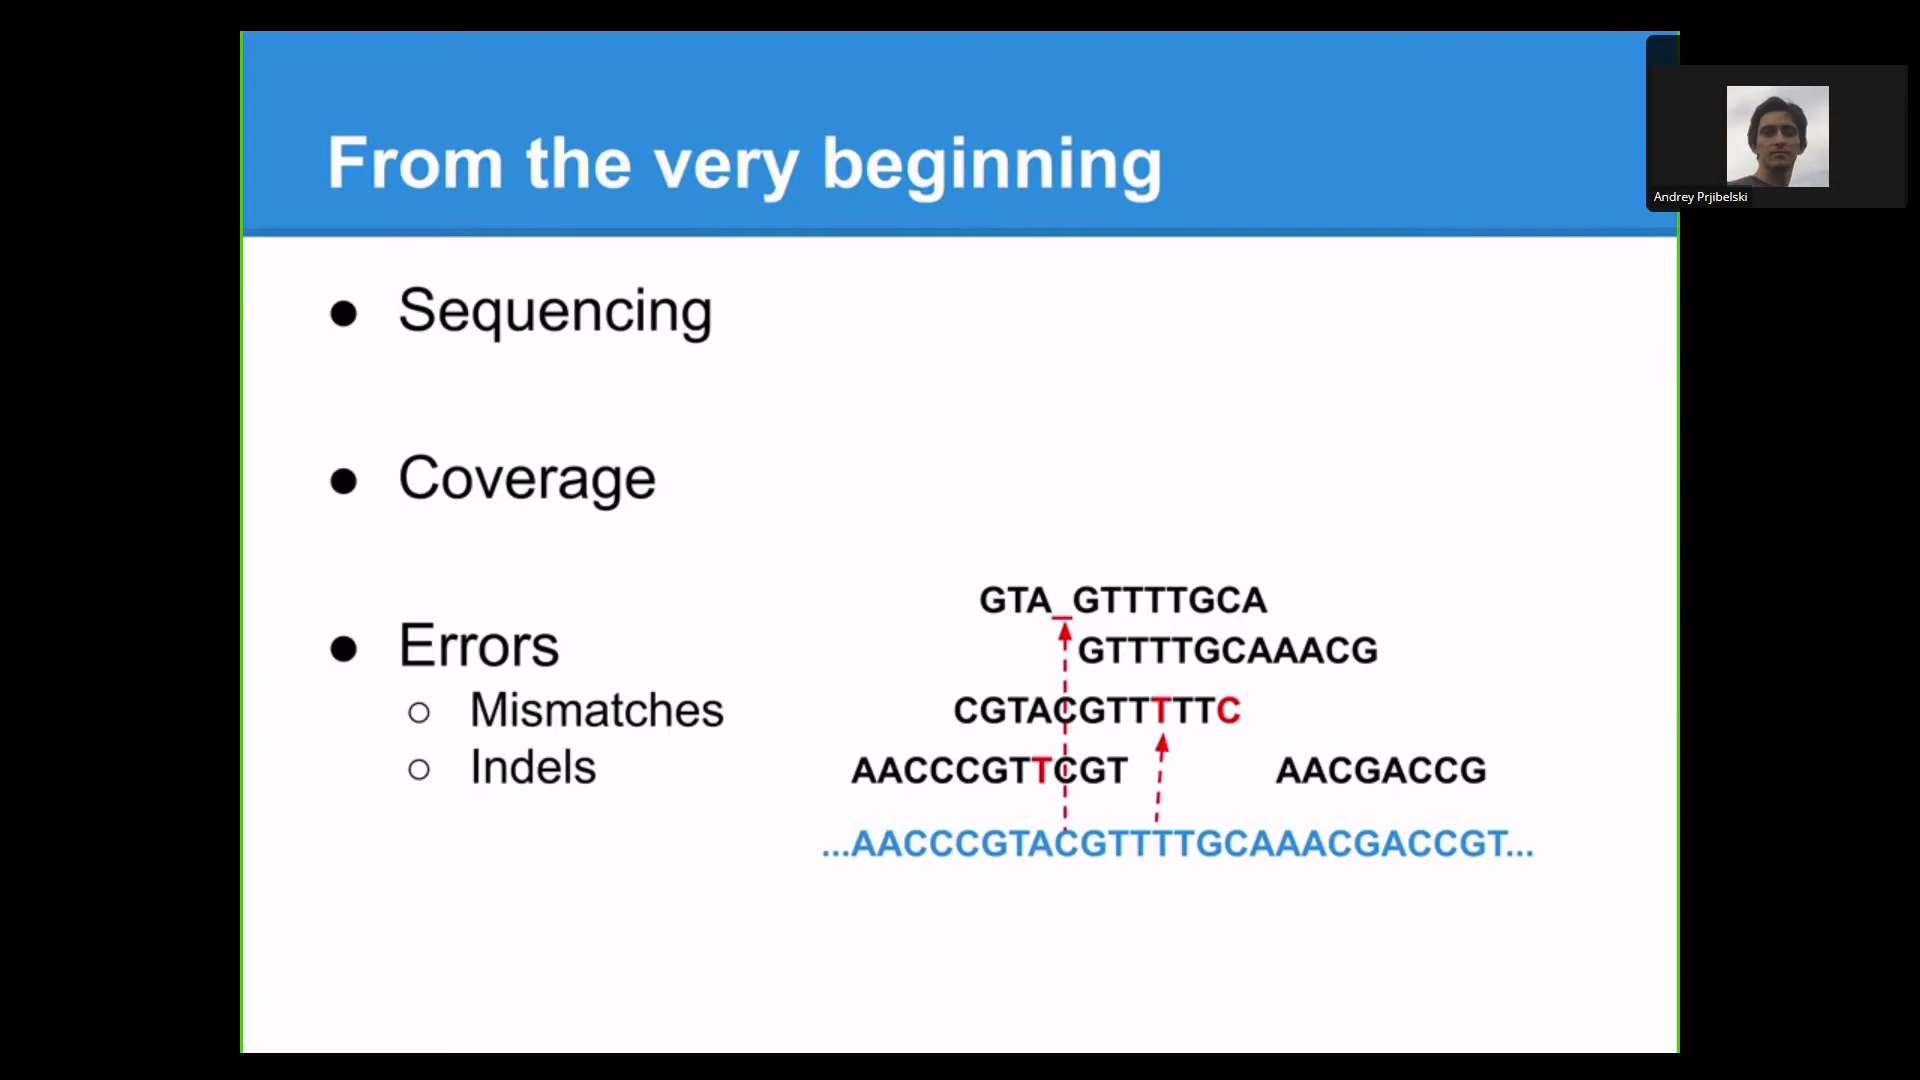 From the very beginning
Andrey Prjibelski
● Sequencing
● Coverage
● Errors
○ Mismatches
○ Indels
GTA_GTTTTGCA
GTTTTGCAAACG
CGTACGTTTTTC
AACCCGTTCGT AACGACCG
...AACCCGTACGTTTTGCAAACGACCGT...